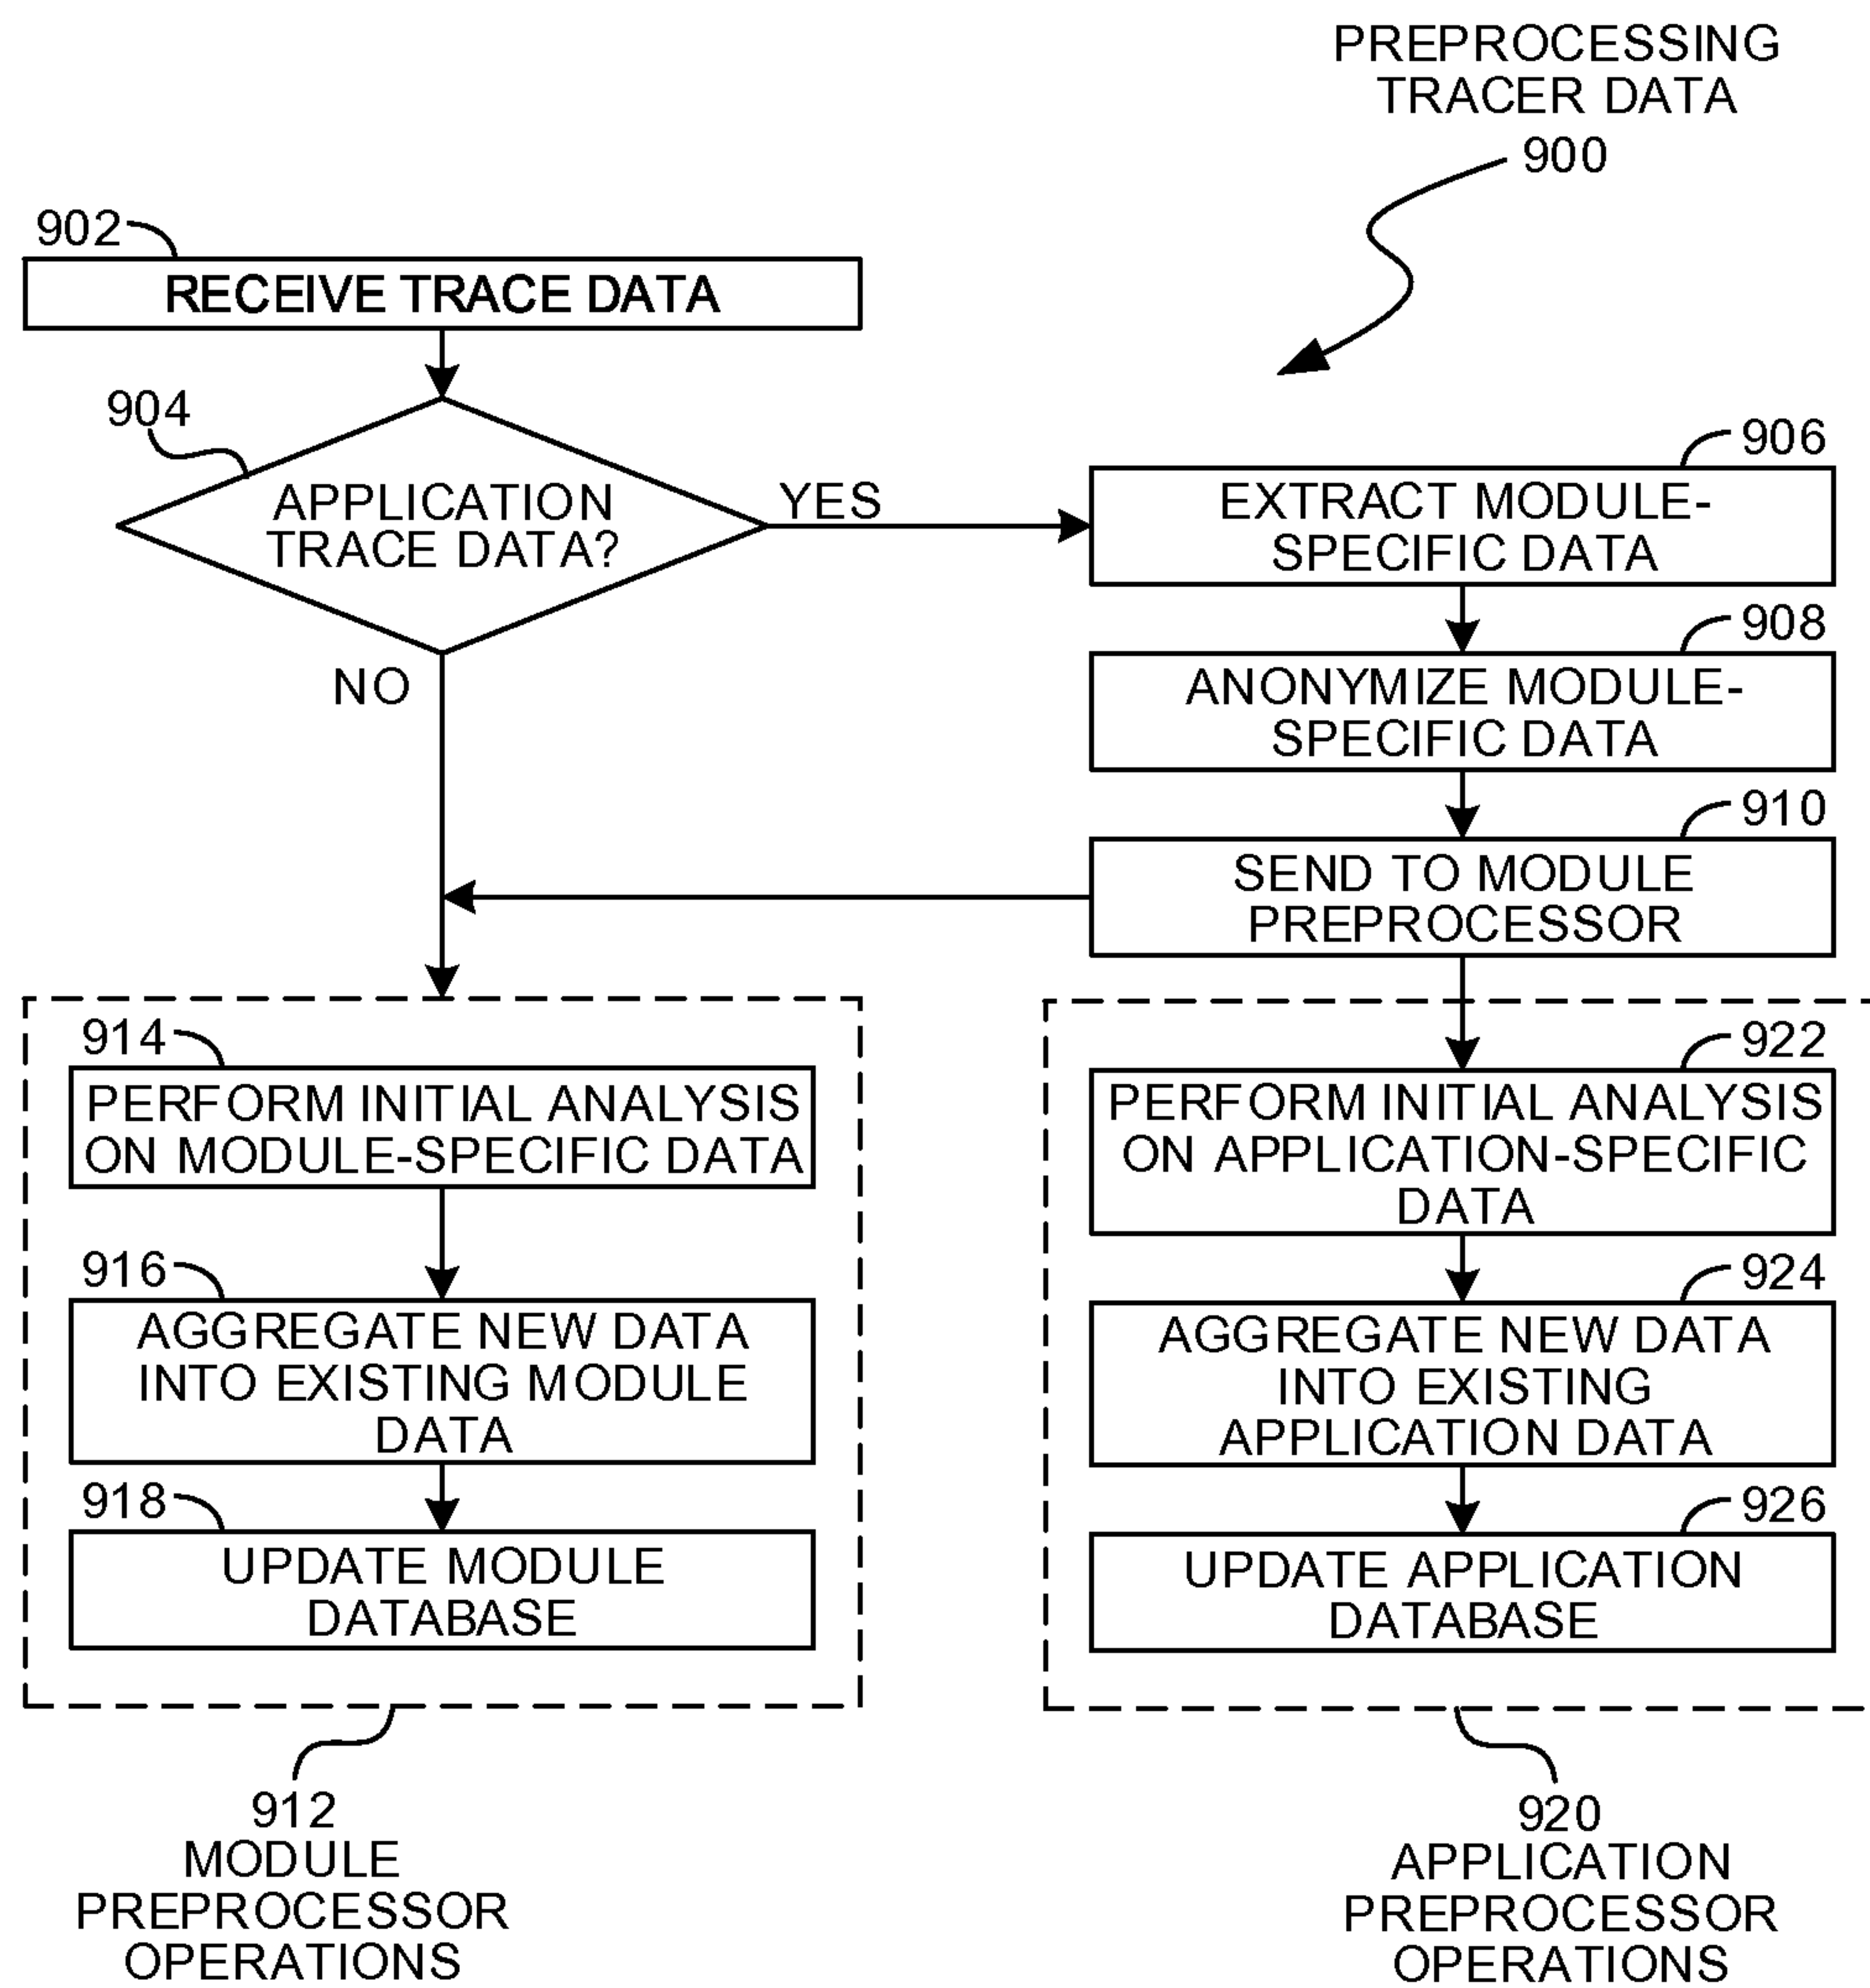 PREPROCESSING
TRACER DATA
900
902
RECEIVE TRACE DATA
904
APPLICATION
TRACE DATA?
YES
NO
906
EXTRACT MODULE-
SPECIFIC DATA
908
ANONYMIZE MODULE-
SPECIFIC DATA
910
SEND TO MODULE
PREPROCESSOR
914
PERFORM INITIAL ANALYSIS
ON MODULE-SPECIFIC DATA
916
AGGREGATE NEW DATA
INTO EXISTING MODULE
DATA
918
UPDATE MODULE
DATABASE
912
MODULE
PREPROCESSOR
OPERATIONS
922
PERFORM INITIAL ANALYSIS
ON APPLICATION-SPECIFIC
DATA
924
AGGREGATE NEW DATA
INTO EXISTING
APPLICATION DATA
926
UPDATE APPLICATION
DATABASE
920
APPLICATION
PREPROCESSOR
OPERATIONS